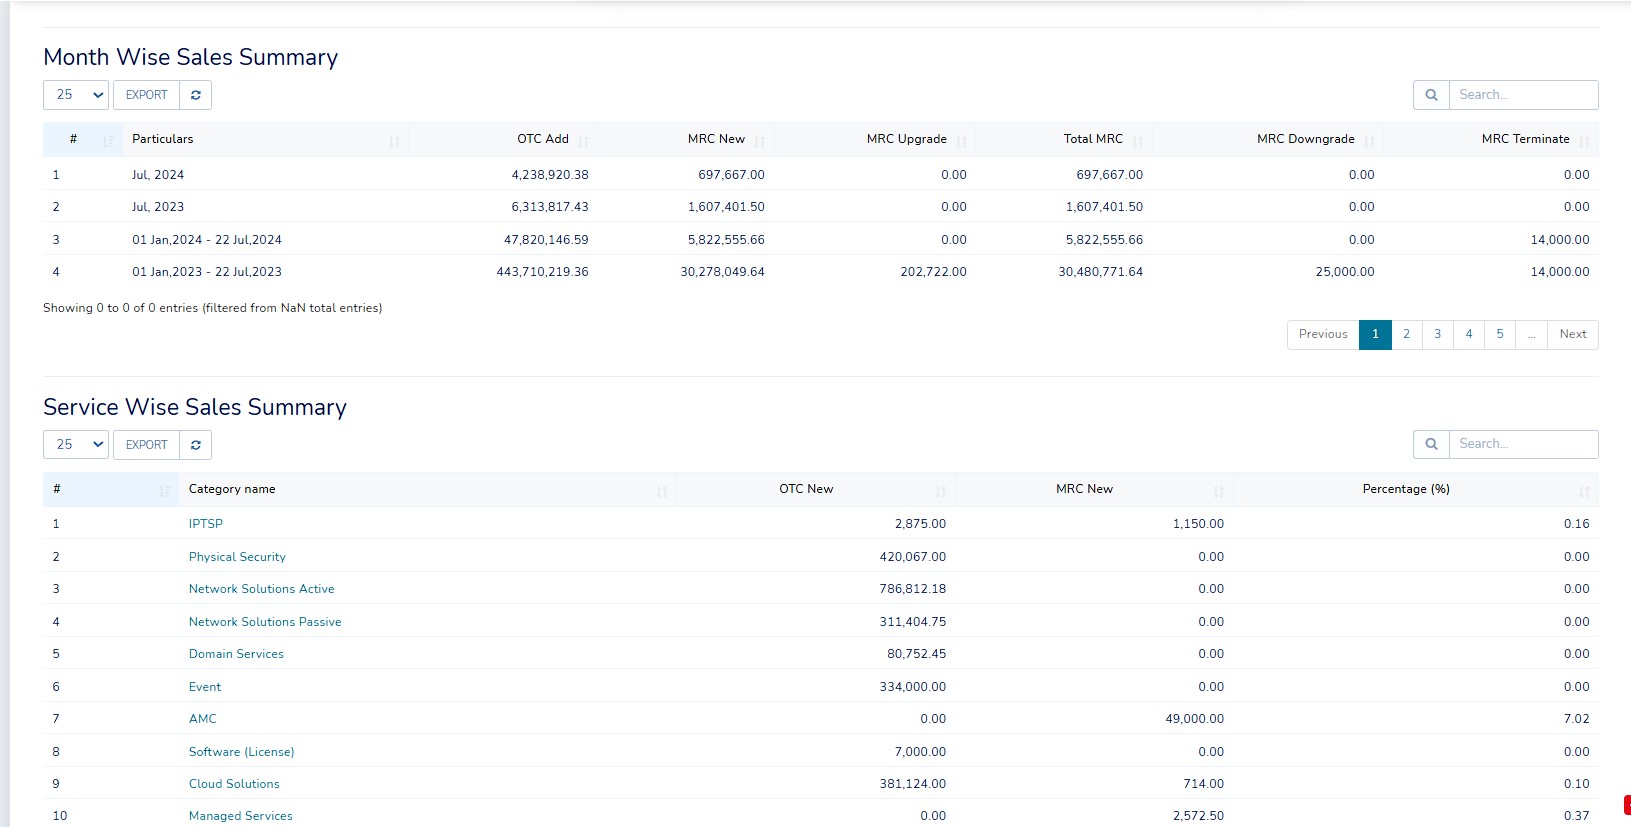 Month Wise Sales Summary
25 EXPORT Search...
# Particulars OTC Add MRC New MRC Upgrade Total MRC MRC Downgrade MRC Terminate
1 Jul, 2024 4,238,920.38 697,667.00 0.00 697,667.00 0.00 0.00
2 Jul, 2023 6,313,817.43 1,607,401.50 0.00 1,607,401.50 0.00 0.00
3 01 Jan,2024 - 22 Jul,2024 47,820,146.59 5,822,555.66 0.00 5,822,555.66 0.00 14,000.00
4 01 Jan,2023 - 22 Jul,2023 443,710,219.36 30,278,049.64 202,722.00 30,480,771.64 25,000.00 14,000.00
Showing 0 to 0 of 0 entries (filtered from NaN total entries)
Previous 1 2 3 4 5 ... Next
Service Wise Sales Summary
25 EXPORT Search...
# Category name OTC New MRC New Percentage (%)
1 IPTSP 2,875.00 1,150.00 0.16
2 Physical Security 420,067.00 0.00 0.00
3 Network Solutions Active 786,812.18 0.00 0.00
4 Network Solutions Passive 311,404.75 0.00 0.00
5 Domain Services 80,752.45 0.00 0.00
6 Event 334,000.00 0.00 0.00
7 AMC 0.00 49,000.00 7.02
8 Software (License) 7,000.00 0.00 0.00
9 Cloud Solutions 381,124.00 714.00 0.10
10 Managed Services 0.00 2,572.50 0.37